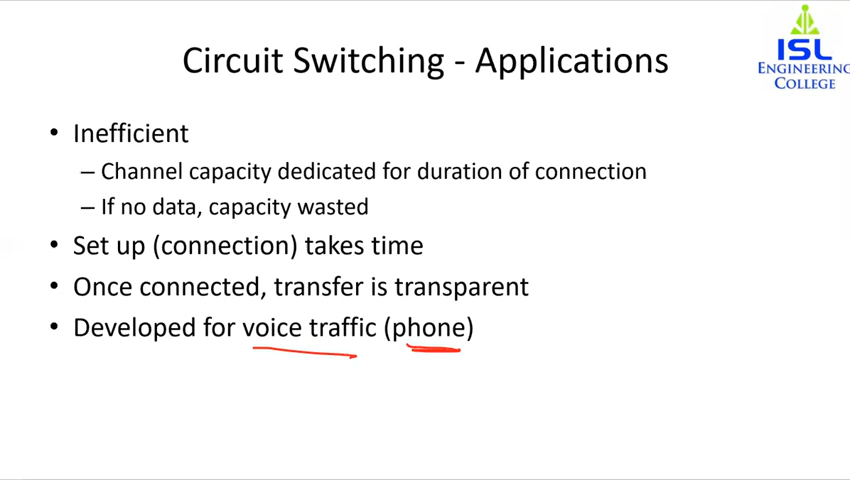 Circuit Switching - Applications
ISL
ENGINEERING
COLLEGE
• Inefficient
– Channel capacity dedicated for duration of connection
– If no data, capacity wasted
• Set up (connection) takes time
• Once connected, transfer is transparent
• Developed for voice traffic (phone)